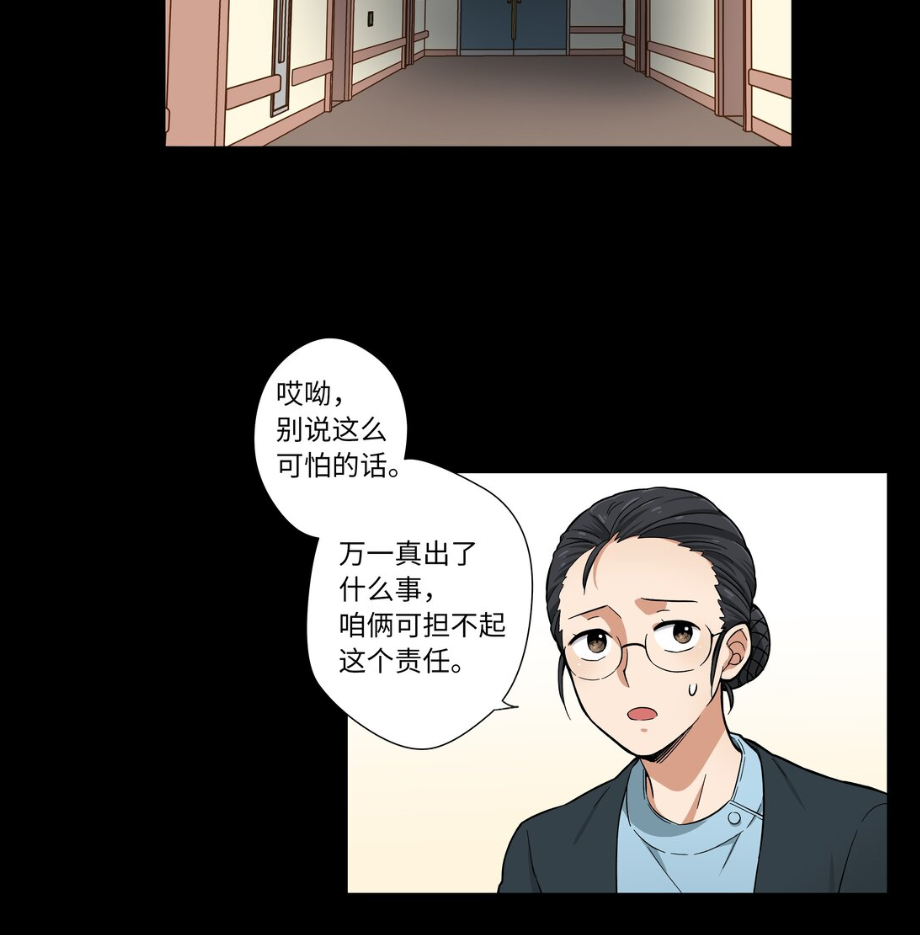 哎呦，
别说这么
可怕的话。
万一真出了
什么事，
咱俩可担不起
这个责任。